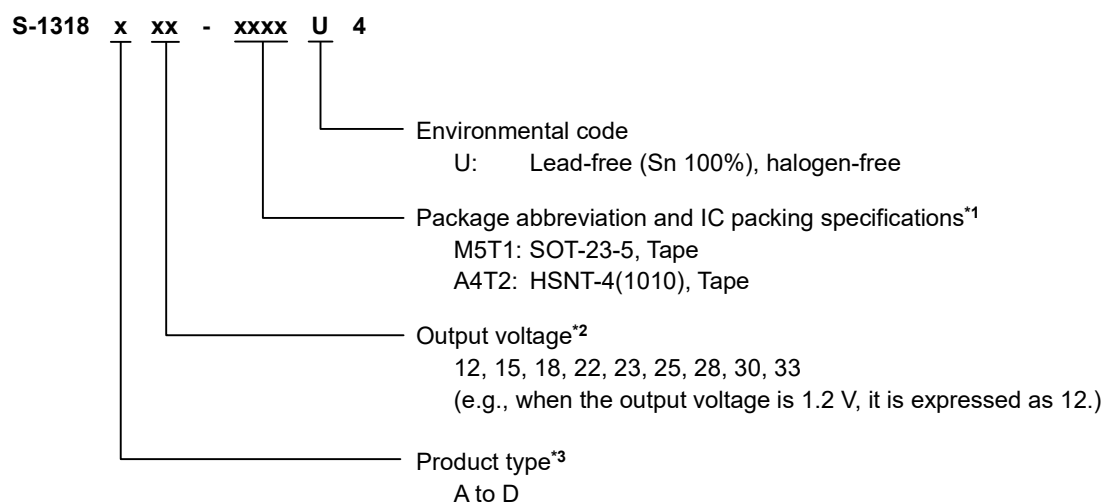 S-1318 x xx - xxxx U 4
Environmental code
U: Lead-free (Sn 100%), halogen-free
Package abbreviation and IC packing specifications*1
M5T1: SOT-23-5, Tape
A4T2: HSNT-4(1010), Tape
Output voltage*2
12, 15, 18, 22, 23, 25, 28, 30, 33
(e.g., when the output voltage is 1.2 V, it is expressed as 12.)
Product type*3
A to D